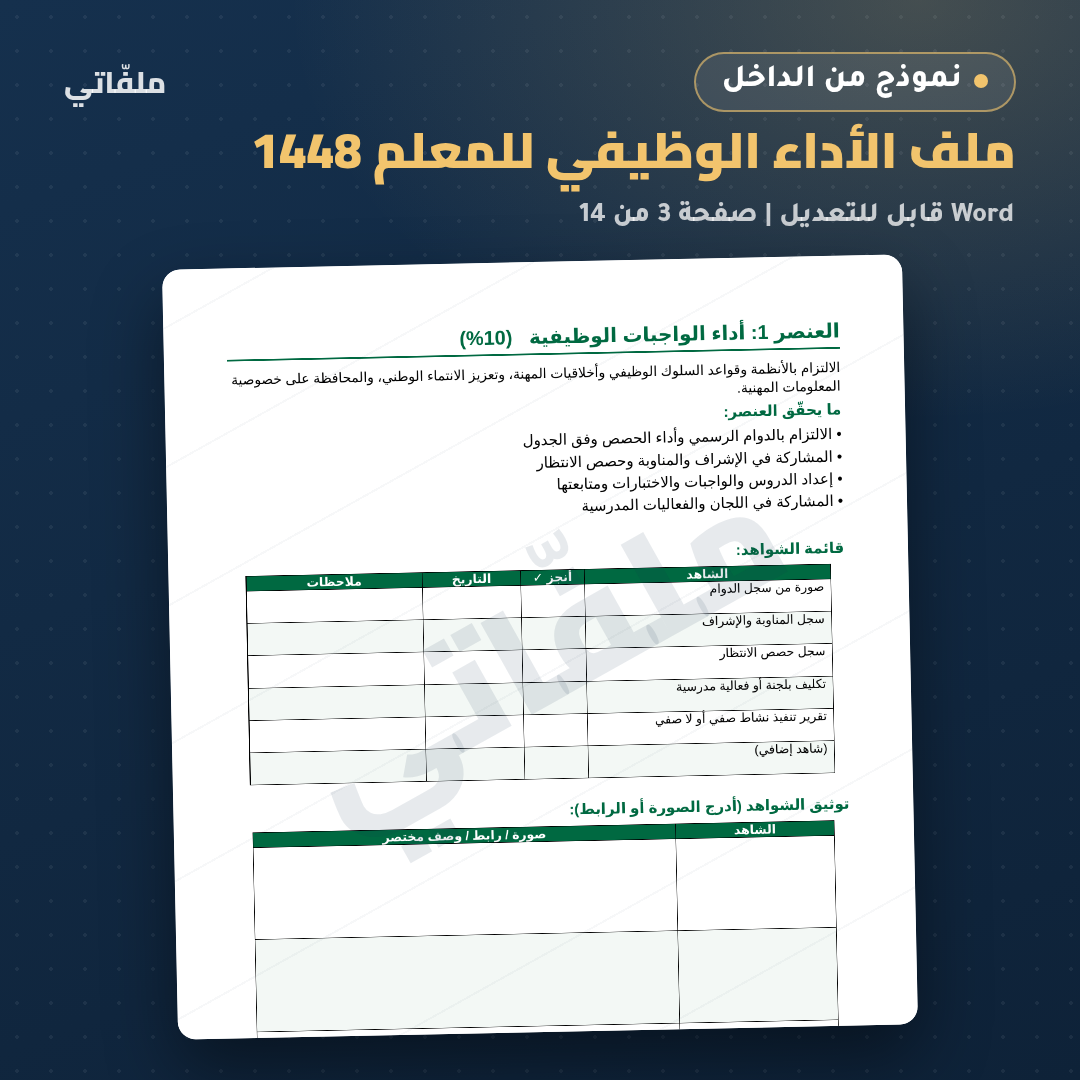 نموذج من الداخل
ملفّاتي
ملف الأداء الوظيفي للمعلم 1448
Word قابل للتعديل | صفحة 3 من 14
العنصر 1: أداء الواجبات الوظيفية (10%)
الالتزام بالأنظمة وقواعد السلوك الوظيفي وأخلاقيات المهنة، وتعزيز الانتماء الوطني، والمحافظة على خصوصية
المعلومات المهنية.
ما يحقّق العنصر:
• الالتزام بالدوام الرسمي وأداء الحصص وفق الجدول
• المشاركة في الإشراف والمناوبة وحصص الانتظار
• إعداد الدروس والواجبات والاختبارات ومتابعتها
• المشاركة في اللجان والفعاليات المدرسية
قائمة الشواهد:
الشاهد أنجز ✓ التاريخ ملاحظات
صورة من سجل الدوام
سجل المناوبة والإشراف
سجل حصص الانتظار
تكليف بلجنة أو فعالية مدرسية
تقرير تنفيذ نشاط صفي أو لا صفي
(شاهد إضافي)
توثيق الشواهد (أدرج الصورة أو الرابط):
الشاهد صورة / رابط / وصف مختصر
ملفّاتي